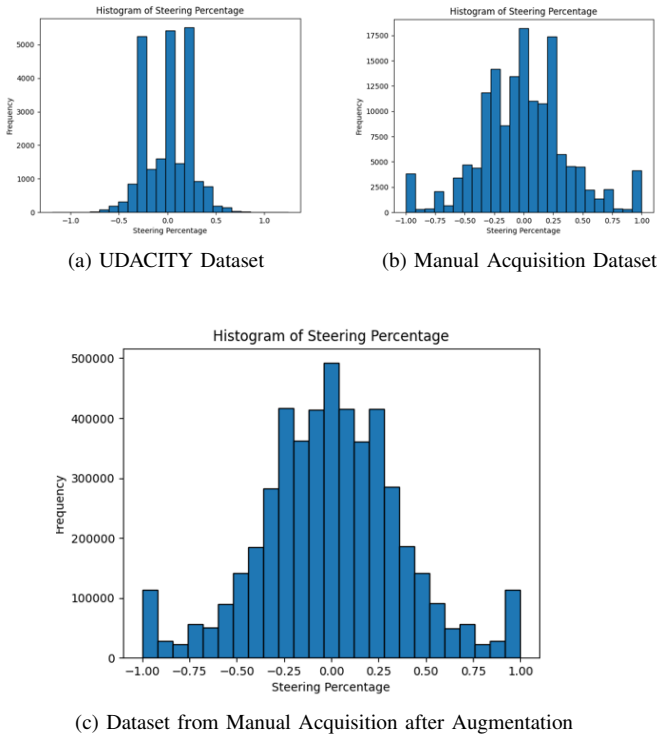 Histogram of Steering Percentage
5000
4000
3000
2000
1000
0
Frequency
−1.0 −0.5 0.0 0.5 1.0
Steering Percentage
(a) UDACITY Dataset
Histogram of Steering Percentage
17500
15000
12500
10000
7500
5000
2500
0
Frequency
−1.00 −0.75 −0.50 −0.25 0.00 0.25 0.50 0.75 1.00
Steering Percentage
(b) Manual Acquisition Dataset
Histogram of Steering Percentage
500000
400000
300000
200000
100000
0
Frequency
−1.00 −0.75 −0.50 −0.25 0.00 0.25 0.50 0.75 1.00
Steering Percentage
(c) Dataset from Manual Acquisition after Augmentation